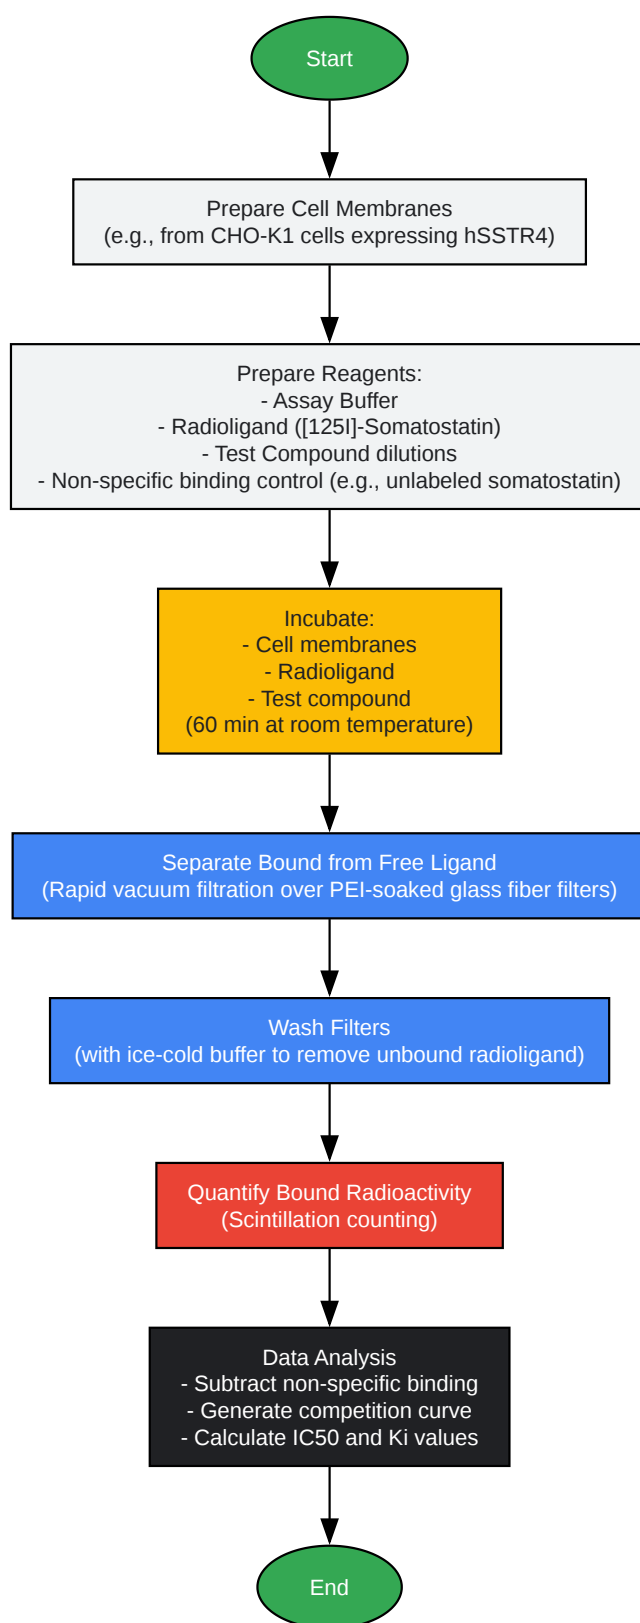 Start
Prepare Cell Membranes
(e.g., from CHO-K1 cells expressing hSSTR4)
Prepare Reagents:
- Assay Buffer
- Radioligand ([125I]-Somatostatin)
- Test Compound dilutions
- Non-specific binding control (e.g., unlabeled somatostatin)
Incubate:
- Cell membranes
- Radioligand
- Test compound
(60 min at room temperature)
Separate Bound from Free Ligand
(Rapid vacuum filtration over PEI-soaked glass fiber filters)
Wash Filters
(with ice-cold buffer to remove unbound radioligand)
Quantify Bound Radioactivity
(Scintillation counting)
Data Analysis
- Subtract non-specific binding
- Generate competition curve
- Calculate IC50 and Ki values
End